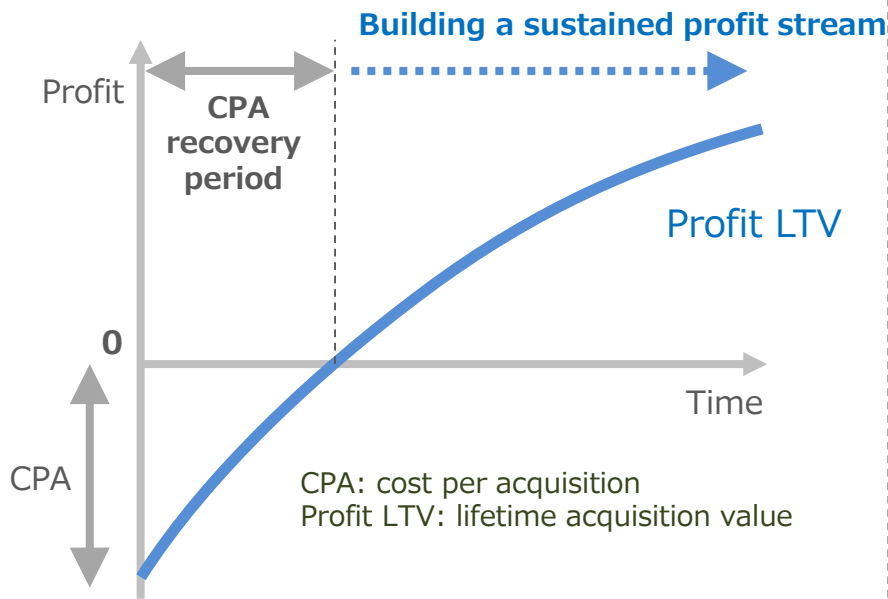 Building a sustained profit stream
Profit
CPA
recovery
period
Profit LTV
0
Time
CPA
CPA: cost per acquisition
Profit LTV: lifetime acquisition value